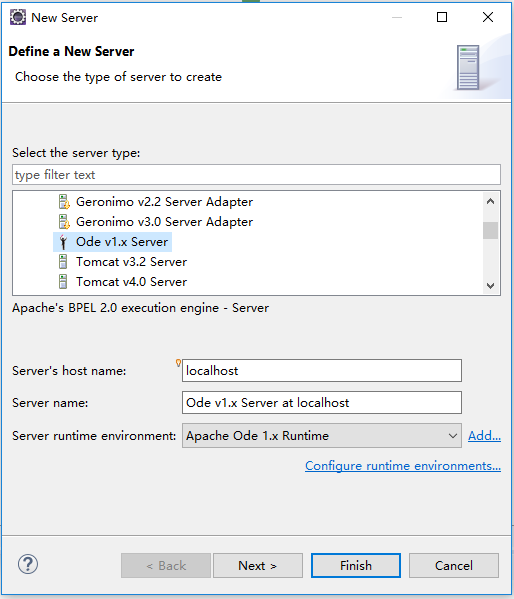 New Server
Define a New Server
Choose the type of server to create
Select the server type:
type filter text
Geronimo v2.2 Server Adapter
Geronimo v3.0 Server Adapter
Ode v1.x Server
Tomcat v3.2 Server
Tomcat v4.0 Server
Apache's BPEL 2.0 execution engine - Server
Server's host name: localhost
Server name: Ode v1.x Server at localhost
Server runtime environment: Apache Ode 1.x Runtime Add...
Configure runtime environments...
? < Back Next > Finish Cancel